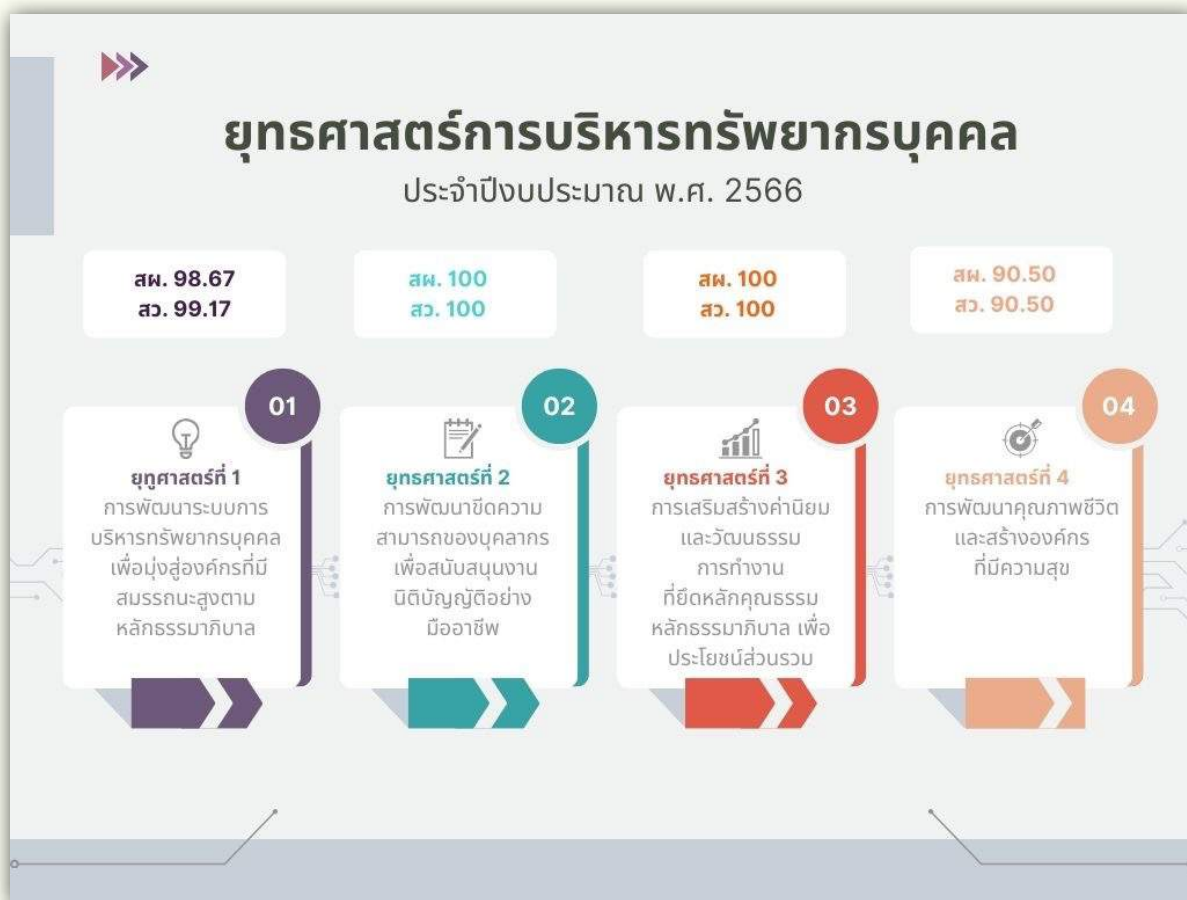 ยุทธศาสตร์การบริหารทรัพยากรบุคคล
ประจำปีงบประมาณ พ.ศ. 2566
สผ. 98.67
สว. 99.17
สผ. 100
สว. 100
สผ. 100
สว. 100
สผ. 90.50
สว. 90.50
01
ยุทูศาสตร์ที่ 1
การพัฒนาระบบการ
บริหารทรัพยากรบุคคล
เพื่อมุ่งสู่องค์กรที่มี
สมรรถนะสูงตาม
หลักธรรมาภิบาล
02
ยุทธศาสตร์ที่ 2
การพัฒนาขีดความ
สามารถของบุคลากร
เพื่อสนับสนุนงาน
นิติบัญญัติอย่าง
มืออาชีพ
03
ยุทธศาสตร์ที่ 3
การเสริมสร้างค่านิยม
และวัฒนธรรม
การทำงาน
ที่ยึดหลักคุณธรรม
หลักธรรมาภิบาล เพื่อ
ประโยชน์ส่วนรวม
04
ยุทธศาสตร์ที่ 4
การพัฒนาคุณภาพชีวิต
และสร้างองค์กร
ที่มีความสุข